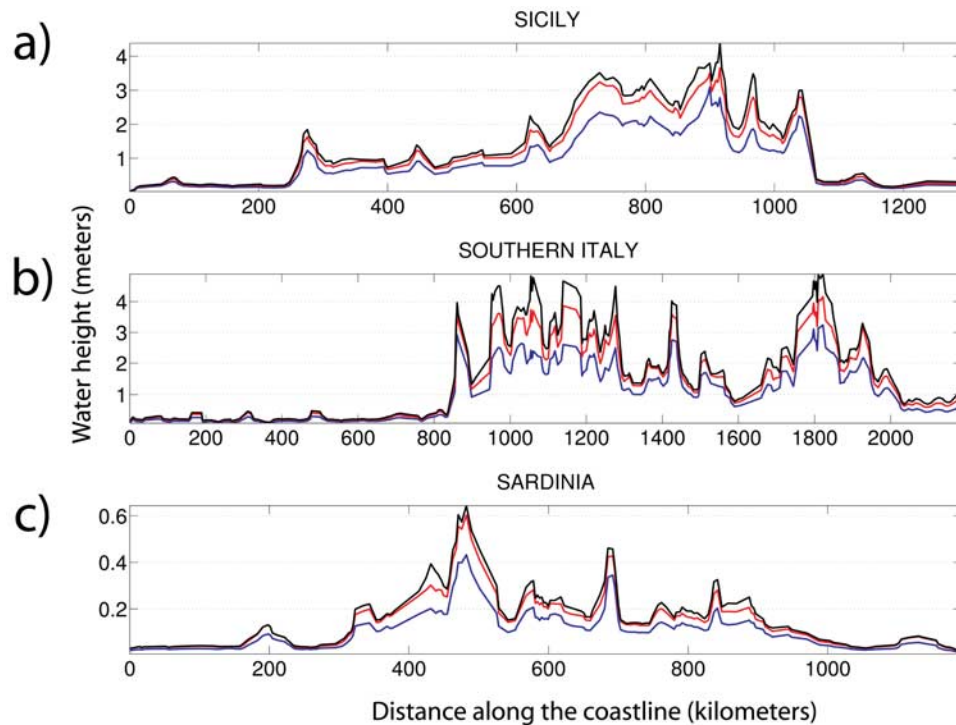 SICILY
a)
4
3
2
1
0 200 400 600 800 1000 1200
SOUTHERN ITALY
b)
4
3
2
1
0 200 400 600 800 1000 1200 1400 1600 1800 2000
Water height (meters)
SARDINIA
c)
0.6
0.4
0.2
0 200 400 600 800 1000
Distance along the coastline (kilometers)